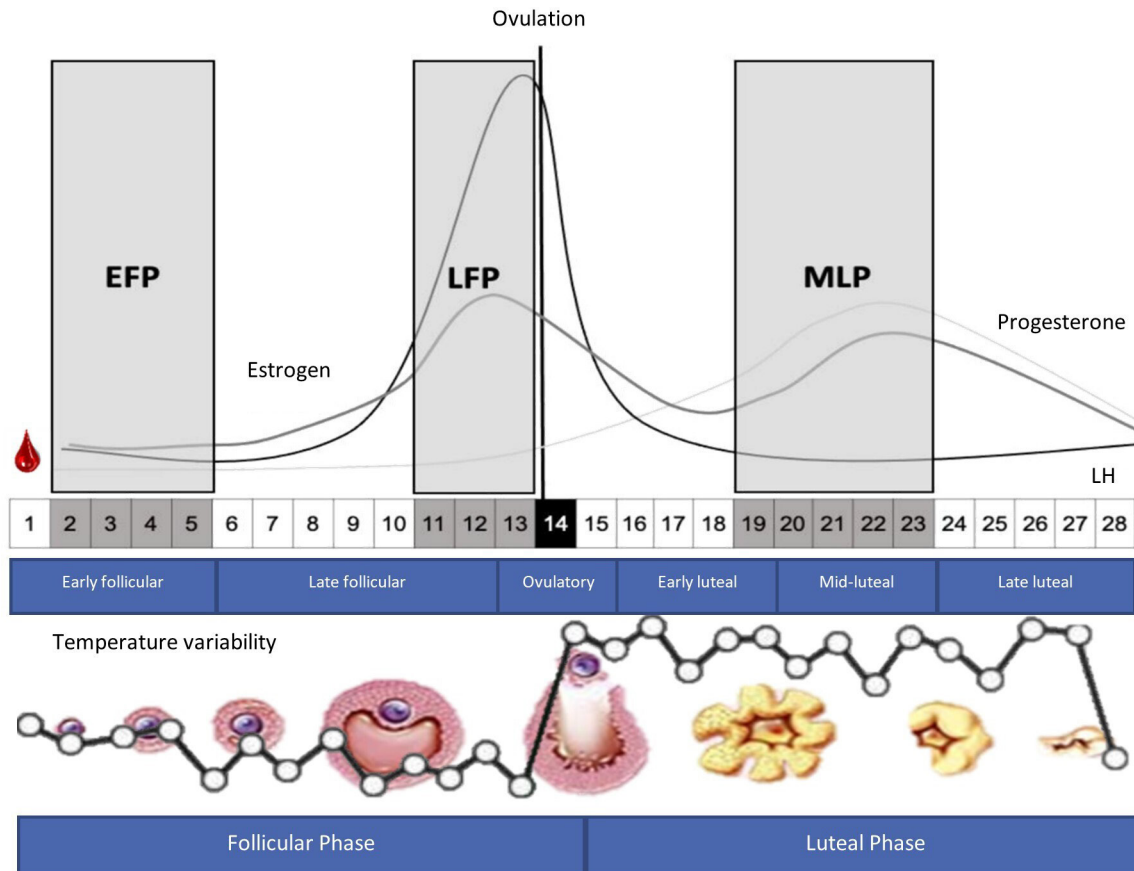 Ovulation
EFP
LFP
MLP
Progesterone
Estrogen
LH
1 2 3 4 5 6 7 8 9 10 11 12 13 14 15 16 17 18 19 20 21 22 23 24 25 26 27 28
Early follicular Late follicular Ovulatory Early luteal Mid-luteal Late luteal
Temperature variability
Follicular Phase Luteal Phase